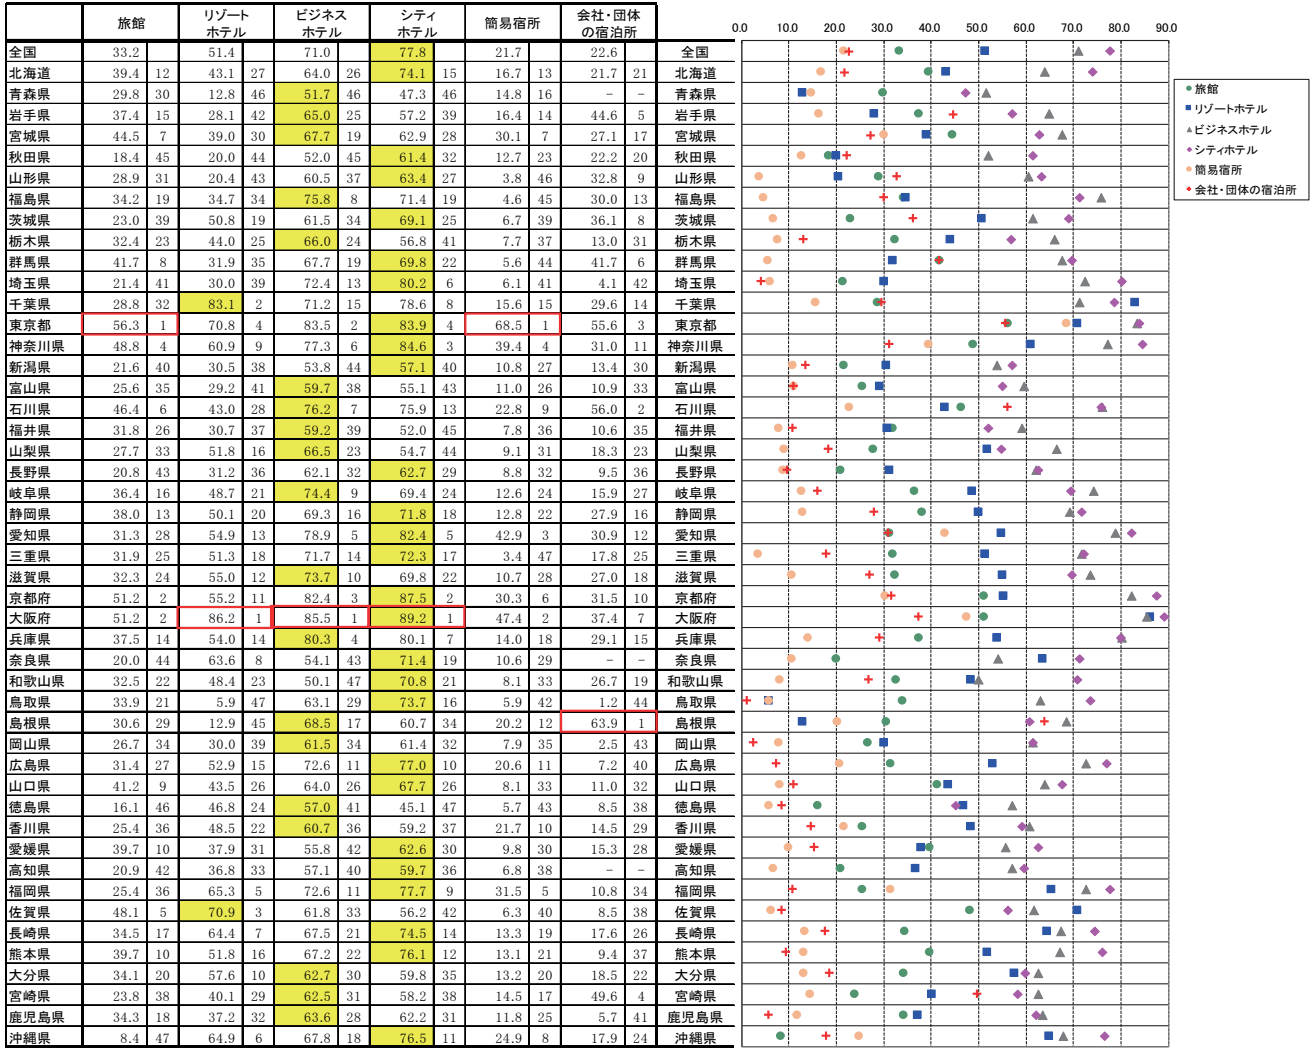 旅館 リゾートホテル ビジネスホテル シティホテル 簡易宿所 会社・団体の宿泊所 0.0 10.0 20.0 30.0 40.0 50.0 60.0 70.0 80.0 90.0
全国 33.2 51.4 71.0 77.8 21.7 22.6 全国
北海道 39.4 12 43.1 27 64.0 26 74.1 15 16.7 13 21.7 21 北海道
青森県 29.8 30 12.8 46 51.7 46 47.3 46 14.8 16 － － 青森県
岩手県 37.4 15 28.1 42 65.0 25 57.2 39 16.4 14 44.6 5 岩手県
宮城県 44.5 7 39.0 30 67.7 19 62.9 28 30.1 7 27.1 17 宮城県
秋田県 18.4 45 20.0 44 52.0 45 61.4 32 12.7 23 22.2 20 秋田県
山形県 28.9 31 20.4 43 60.5 37 63.4 27 3.8 46 32.8 9 山形県
福島県 34.2 19 34.7 34 75.8 8 71.4 19 4.6 45 30.0 13 福島県
茨城県 23.0 39 50.8 19 61.5 34 69.1 25 6.7 39 36.1 8 茨城県
栃木県 32.4 23 44.0 25 66.0 24 56.8 41 7.7 37 13.0 31 栃木県
群馬県 41.7 8 31.9 35 67.7 19 69.8 22 5.6 44 41.7 6 群馬県
埼玉県 21.4 41 30.0 39 72.4 13 80.2 6 6.1 41 4.1 42 埼玉県
千葉県 28.8 32 83.1 2 71.2 15 78.6 8 15.6 15 29.6 14 千葉県
東京都 56.3 1 70.8 4 83.5 2 83.9 4 68.5 1 55.6 3 東京都
神奈川県 48.8 4 60.9 9 77.3 6 84.6 3 39.4 4 31.0 11 神奈川県
新潟県 21.6 40 30.5 38 53.8 44 57.1 40 10.8 27 13.4 30 新潟県
富山県 25.6 35 29.2 41 59.7 38 55.1 43 11.0 26 10.9 33 富山県
石川県 46.4 6 43.0 28 76.2 7 75.9 13 22.8 9 56.0 2 石川県
福井県 31.8 26 30.7 37 59.2 39 52.0 45 7.8 36 10.6 35 福井県
山梨県 27.7 33 51.8 16 66.5 23 54.7 44 9.1 31 18.3 23 山梨県
長野県 20.8 43 31.2 36 62.1 32 62.7 29 8.8 32 9.5 36 長野県
岐阜県 36.4 16 48.7 21 74.4 9 69.4 24 12.6 24 15.9 27 岐阜県
静岡県 38.0 13 50.1 20 69.3 16 71.8 18 12.8 22 27.9 16 静岡県
愛知県 31.3 28 54.9 13 78.9 5 82.4 5 42.9 3 30.9 12 愛知県
三重県 31.9 25 51.3 18 71.7 14 72.3 17 3.4 47 17.8 25 三重県
滋賀県 32.3 24 55.0 12 73.7 10 69.8 22 10.7 28 27.0 18 滋賀県
京都府 51.2 2 55.2 11 82.4 3 87.5 2 30.3 6 31.5 10 京都府
大阪府 51.2 2 86.2 1 85.5 1 89.2 1 47.4 2 37.4 7 大阪府
兵庫県 37.5 14 54.0 14 80.3 4 80.1 7 14.0 18 29.1 15 兵庫県
奈良県 20.0 44 63.6 8 54.1 43 71.4 19 10.6 29 － － 奈良県
和歌山県 32.5 22 48.4 23 50.1 47 70.8 21 8.1 33 26.7 19 和歌山県
鳥取県 33.9 21 5.9 47 63.1 29 73.7 16 5.9 42 1.2 44 鳥取県
島根県 30.6 29 12.9 45 68.5 17 60.7 34 20.2 12 63.9 1 島根県
岡山県 26.7 34 30.0 39 61.5 34 61.4 32 7.9 35 2.5 43 岡山県
広島県 31.4 27 52.9 15 72.6 11 77.0 10 20.6 11 7.2 40 広島県
山口県 41.2 9 43.5 26 64.0 26 67.7 26 8.1 33 11.0 32 山口県
徳島県 16.1 46 46.8 24 57.0 41 45.1 47 5.7 43 8.5 38 徳島県
香川県 25.4 36 48.5 22 60.7 36 59.2 37 21.7 10 14.5 29 香川県
愛媛県 39.7 10 37.9 31 55.8 42 62.6 30 9.8 30 15.3 28 愛媛県
高知県 20.9 42 36.8 33 57.1 40 59.7 36 6.8 38 － － 高知県
福岡県 25.4 36 65.3 5 72.6 11 77.7 9 31.5 5 10.8 34 福岡県
佐賀県 48.1 5 70.9 3 61.8 33 56.2 42 6.3 40 8.5 38 佐賀県
長崎県 34.5 17 64.4 7 67.5 21 74.5 14 13.3 19 17.6 26 長崎県
熊本県 39.7 10 51.8 16 67.2 22 76.1 12 13.1 21 9.4 37 熊本県
大分県 34.1 20 57.6 10 62.7 30 59.8 35 13.2 20 18.5 22 大分県
宮崎県 23.8 38 40.1 29 62.5 31 58.2 38 14.5 17 49.6 4 宮崎県
鹿児島県 34.3 18 37.2 32 63.6 28 62.2 31 11.8 25 5.7 41 鹿児島県
沖縄県 8.4 47 64.9 6 67.8 18 76.5 11 24.9 8 17.9 24 沖縄県
旅館
リゾートホテル
ビジネスホテル
シティホテル
簡易宿所
会社・団体の宿泊所